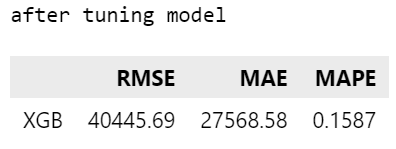 after tuning model
RMSE MAE MAPE
XGB 40445.69 27568.58 0.1587